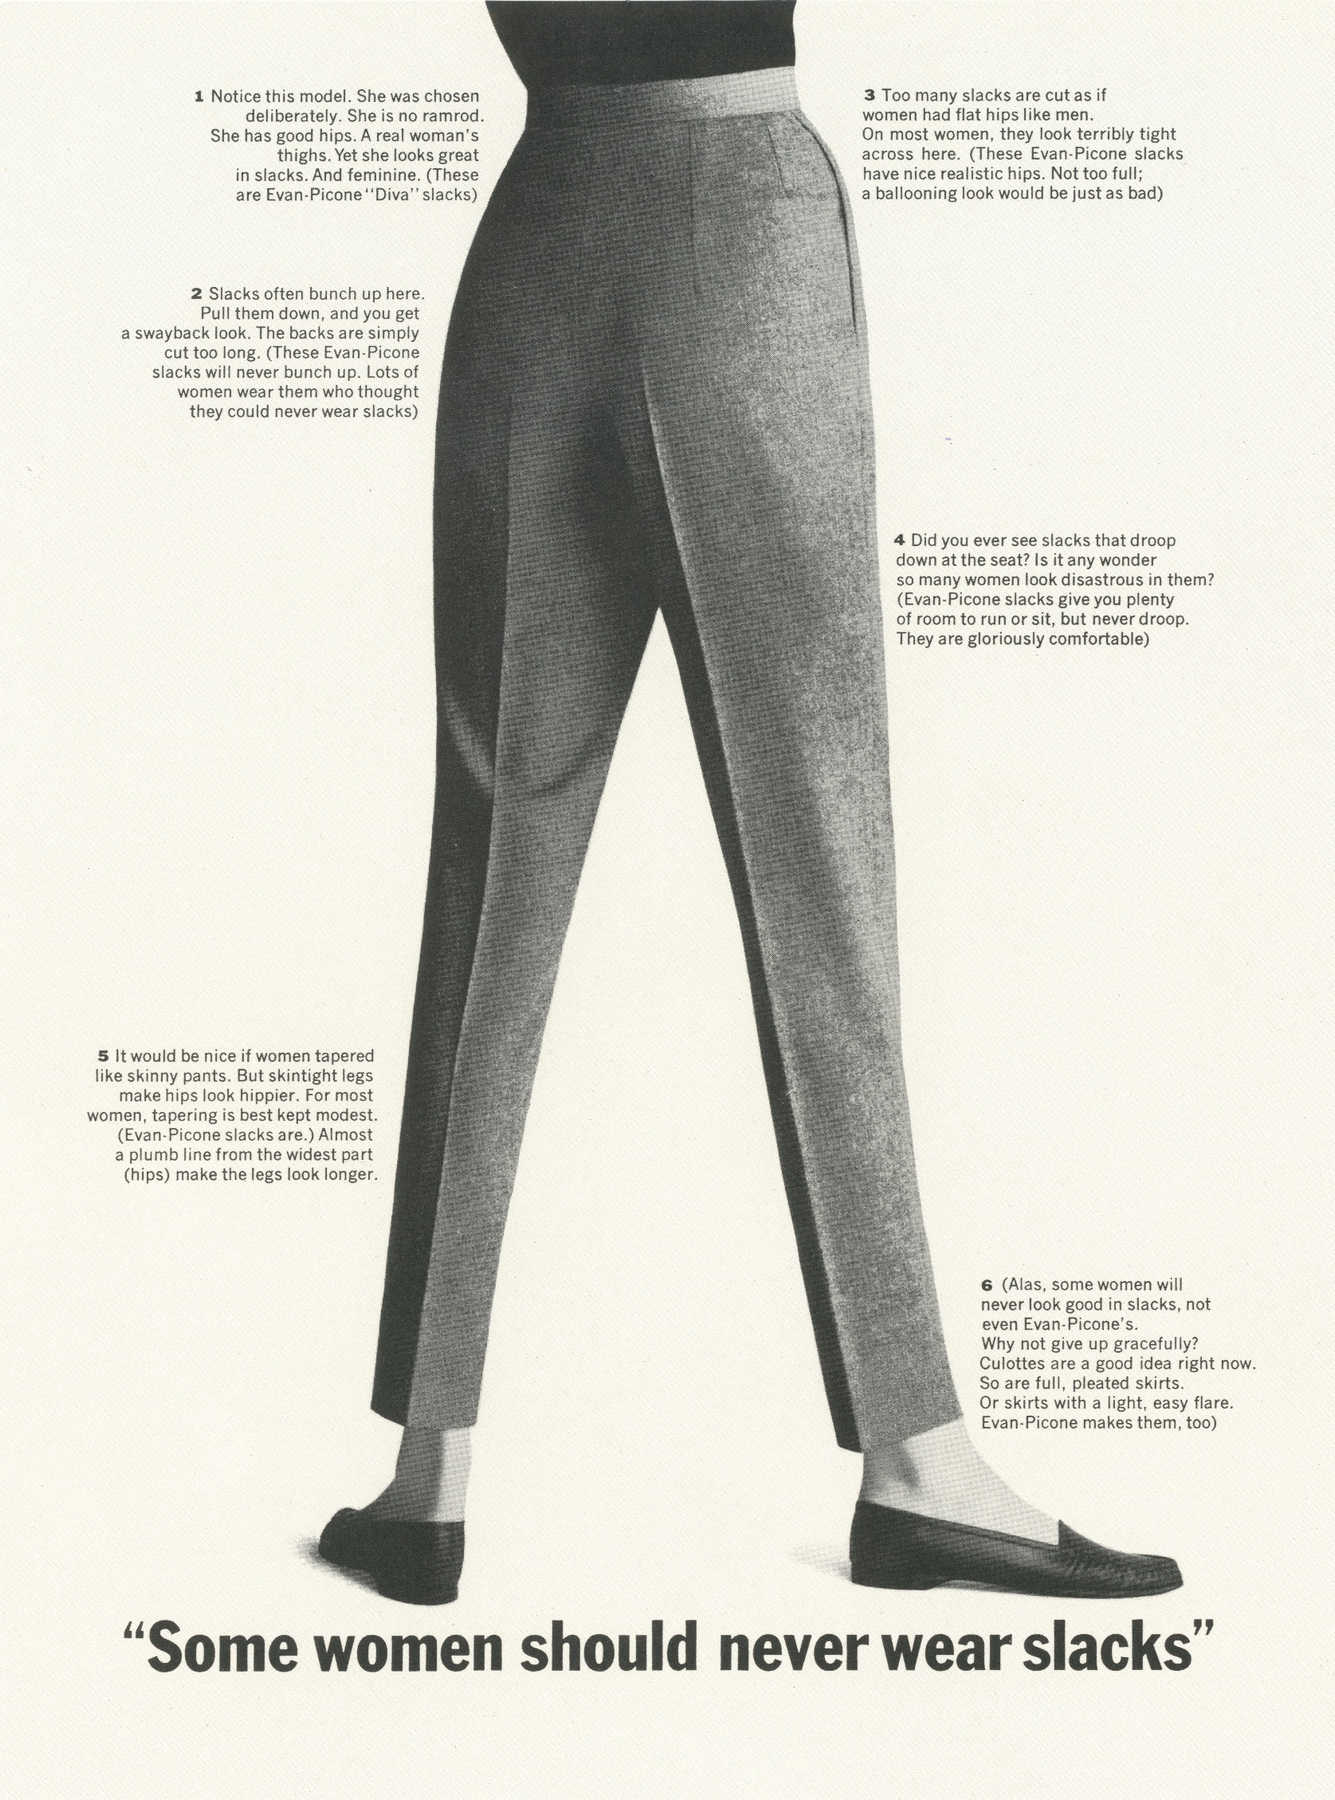 1 Notice this model. She was chosen
deliberately. She is no ramrod.
She has good hips. A real woman's
thighs. Yet she looks great
in slacks. And feminine. (These
are Evan-Picone "Diva" slacks)
2 Slacks often bunch up here.
Pull them down, and you get
a swayback look. The backs are simply
cut too long. (These Evan-Picone
slacks will never bunch up. Lots of
women wear them who thought
they could never wear slacks)
3 Too many slacks are cut as if
women had flat hips like men.
On most women, they look terribly tight
across here. (These Evan-Picone slacks
have nice realistic hips. Not too full;
a ballooning look would be just as bad)
4 Did you ever see slacks that droop
down at the seat? Is it any wonder
so many women look disastrous in them?
(Evan-Picone slacks give you plenty
of room to run or sit, but never droop.
They are gloriously comfortable)
5 It would be nice if women tapered
like skinny pants. But skintight legs
make hips look hippier. For most
women, tapering is best kept modest.
(Evan-Picone slacks are.) Almost
a plumb line from the widest part
(hips) make the legs look longer.
6 (Alas, some women will
never look good in slacks, not
even Evan-Picone's.
Why not give up gracefully?
Culottes are a good idea right now.
So are full, pleated skirts.
Or skirts with a light, easy flare.
Evan-Picone makes them, too)
"Some women should never wear slacks"